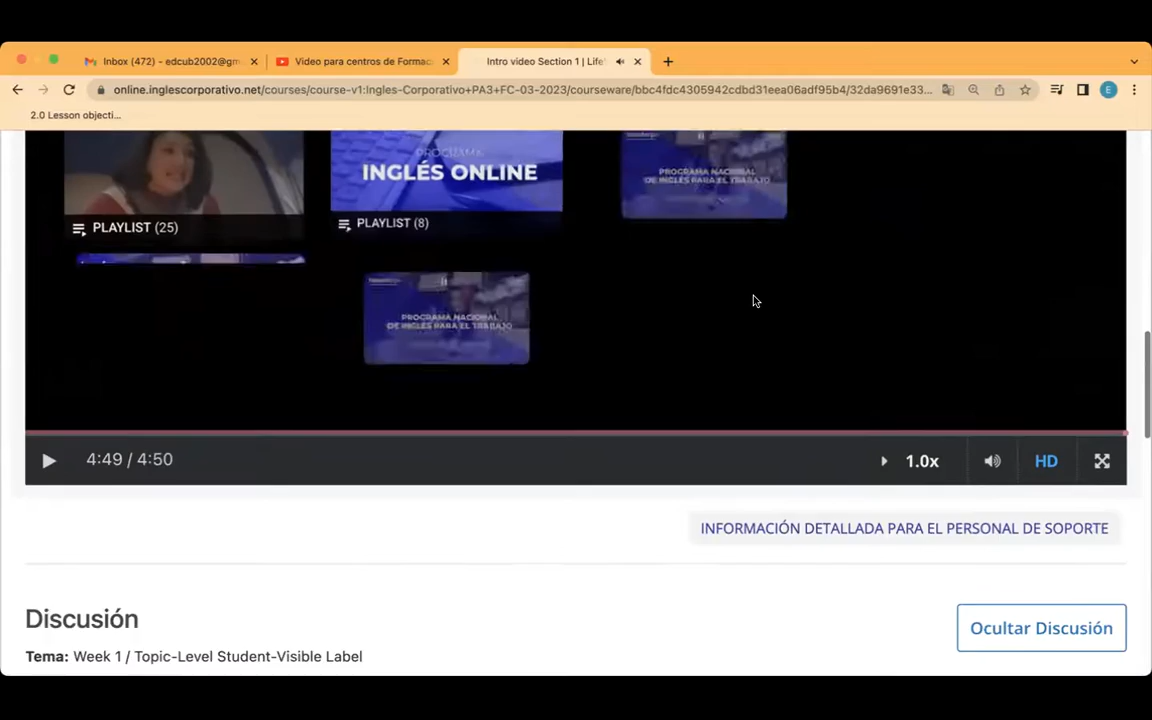 Inbox (472) - edcub2002@gm
Video para centros de Formac
Intro video Section 1 | Life
online.inglescorporativo.net/courses/course-v1:Ingles-Corporativo+PA3+FC-03-2023/courseware/bbc4fdc4305942cdbd31eea06adf95b4/32da9691e33...
E
2.0 Lesson objecti...
PROGRAMA
INGLÉS ONLINE
PROGRAMA NACIONAL
DE INGLÉS PARA EL TRABAJO
PLAYLIST (25)
PLAYLIST (8)
PROGRAMA NACIONAL
DE INGLÉS PARA EL TRABAJO
4:49 / 4:50
1.0x
HD
INFORMACIÓN DETALLADA PARA EL PERSONAL DE SOPORTE
Discusión
Ocultar Discusión
Tema: Week 1 / Topic-Level Student-Visible Label